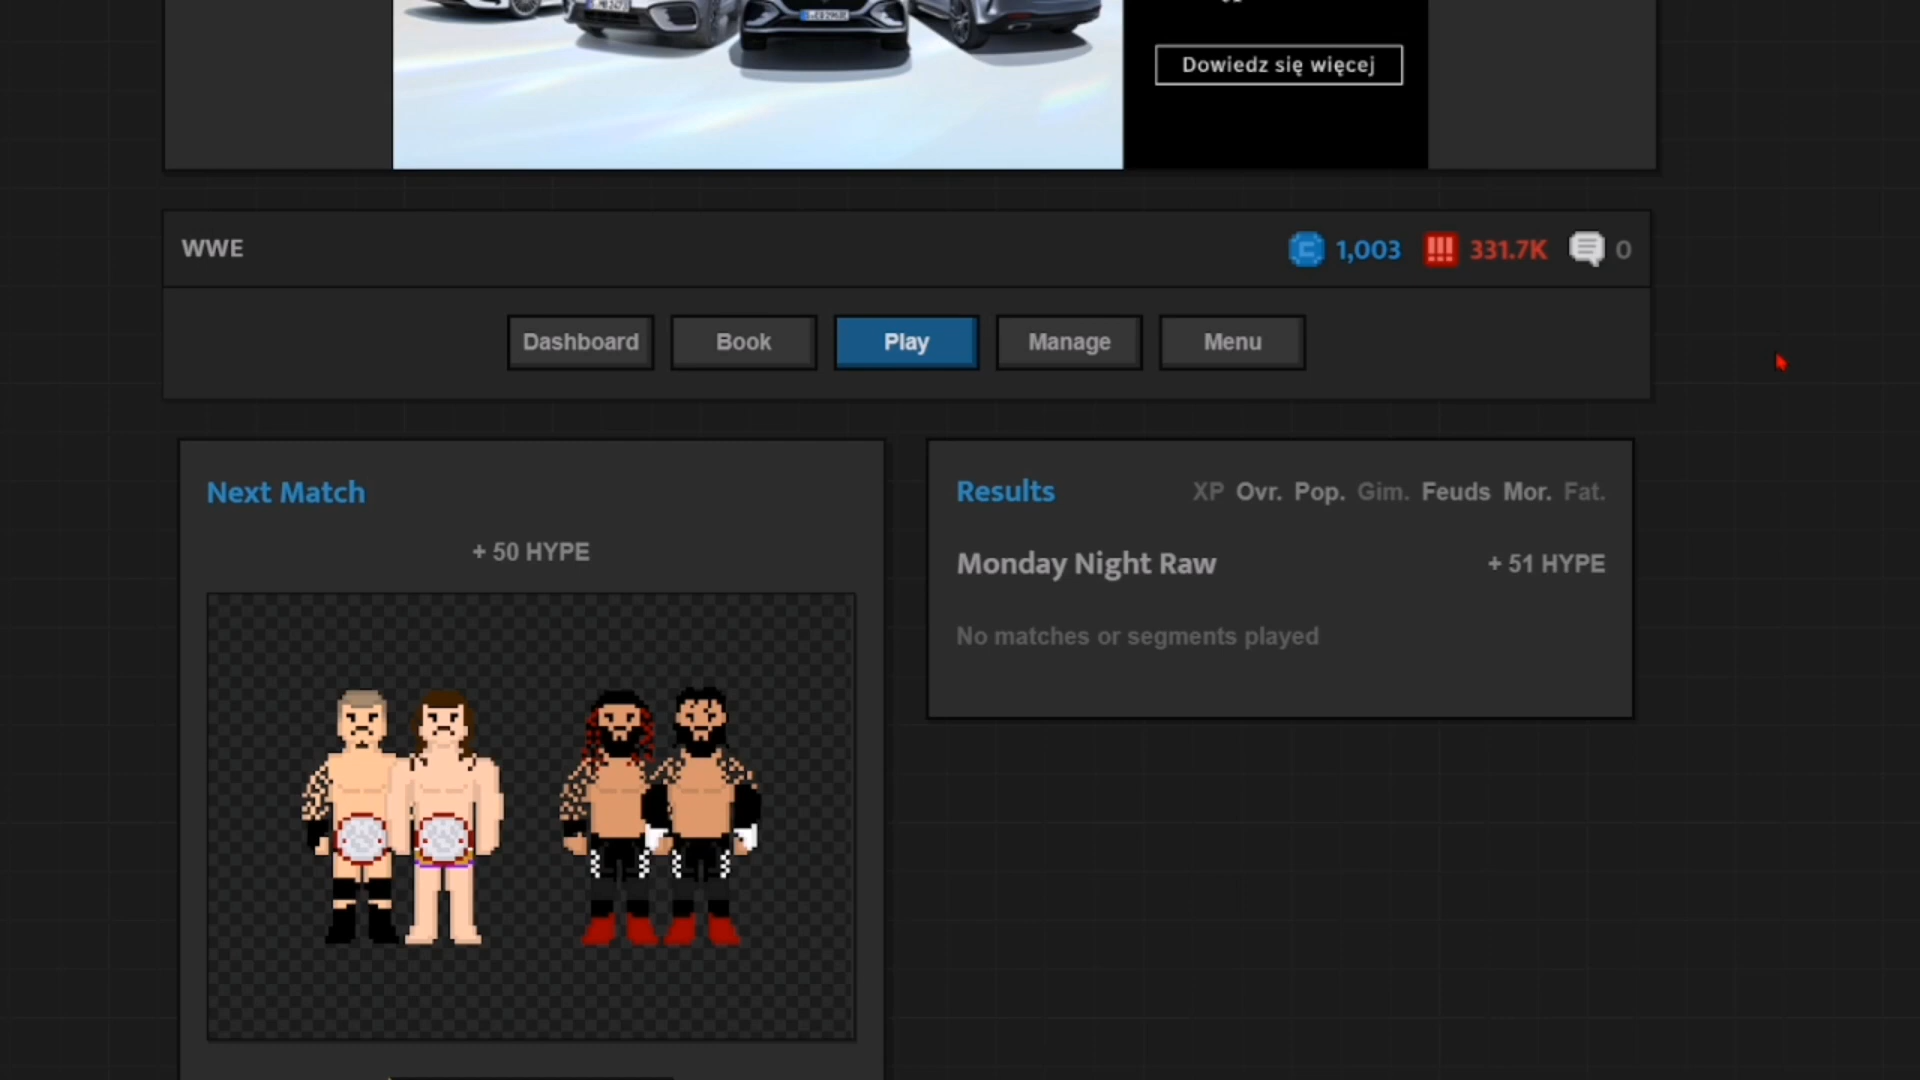 Dowiedz się więcej
WWE
1,003
331.7K
0
Dashboard
Book
Play
Manage
Menu
Next Match
+ 50 HYPE
Results
XP Ovr. Pop. Gim. Feuds Mor. Fat.
Monday Night Raw
+ 51 HYPE
No matches or segments played